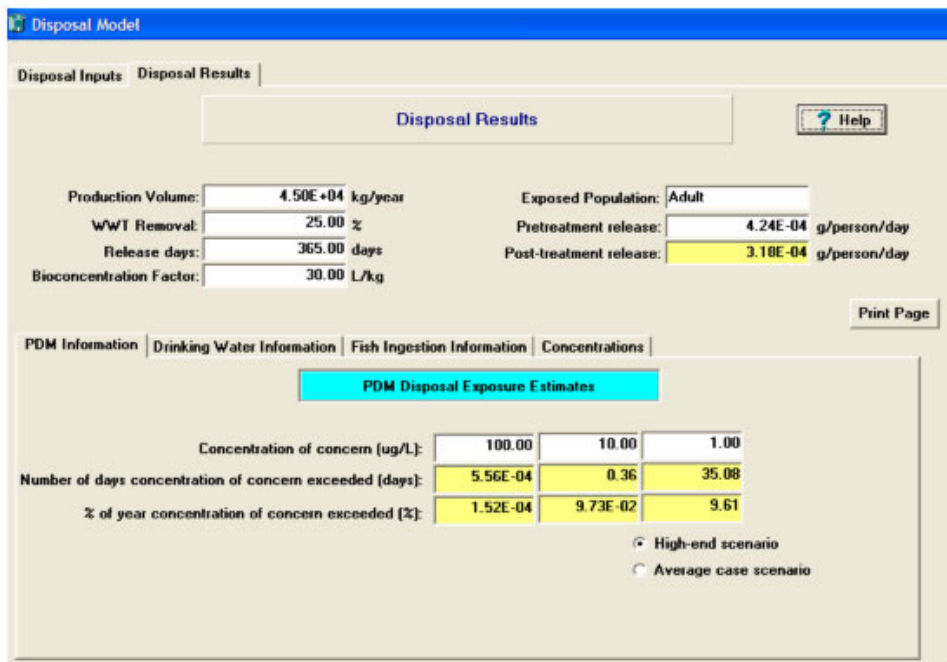 Disposal Model
Disposal Inputs Disposal Results
Disposal Results
? Help
Production Volume: 4.50E+04 kg/year Exposed Population: Adult
WWT Removal: 25.00 % Pretreatment release: 4.24E-04 g/person/day
Release days: 365.00 days Post-treatment release: 3.18E-04 g/person/day
Bioconcentration Factor: 30.00 L/kg
Print Page
PDM Information Drinking Water Information Fish Ingestion Information Concentrations
PDM Disposal Exposure Estimates
Concentration of concern (ug/L): 100.00 10.00 1.00
Number of days concentration of concern exceeded (days): 5.56E-04 0.36 35.08
% of year concentration of concern exceeded (%): 1.52E-04 9.73E-02 9.61
High-end scenario
Average case scenario